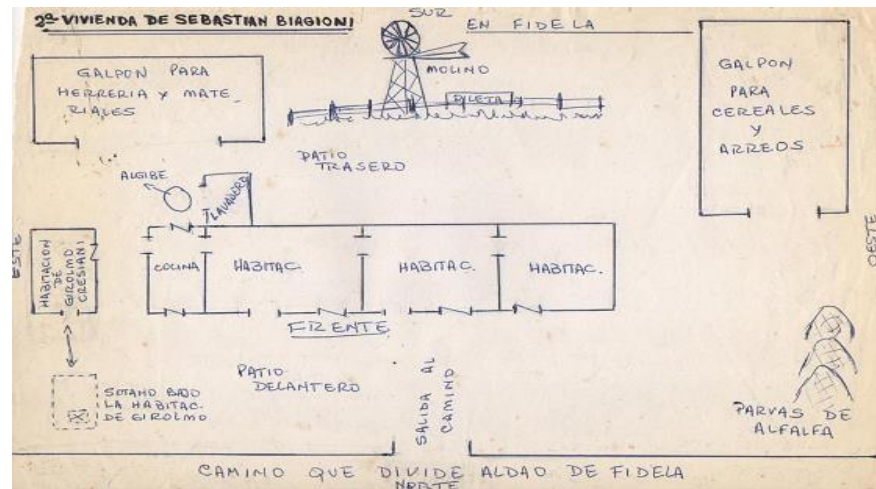 2ª VIVIENDA DE SEBASTIAN BIAGIONI
SUR
EN FIDELA
GALPON PARA
HERRERIA Y MATE_
RIALES
MOLINO
PILETA
GALPON
PARA
CEREALES
Y
ARREOS
PATIO
TRASERO
ALGIBE
LAVADERO
ESTE
OESTE
HABITACION
DE
GIROLMO
CRESIANI
COCINA
HABITAC.
HABITAC.
HABITAC.
FRENTE
PATIO
DELANTERO
SALIDA AL
CAMINO
SOTANO BAJO
LA HABITAC.
DE GIROLMO
PARVAS DE
ALFALFA
CAMINO QUE DIVIDE ALDAO DE FIDELA
NORTE